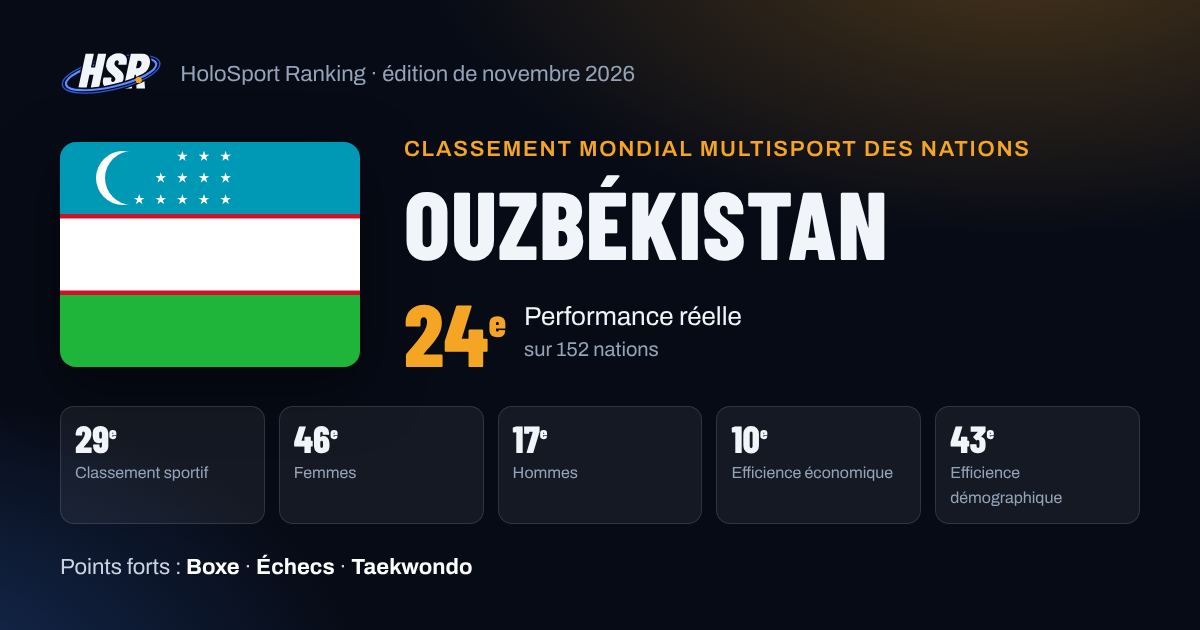 HSR
HoloSport Ranking · édition de novembre 2026
CLASSEMENT MONDIAL MULTISPORT DES NATIONS
OUZBÉKISTAN
24e
Performance réelle
sur 152 nations
29e
Classement sportif
46e
Femmes
17e
Hommes
10e
Efficience économique
43e
Efficience
démographique
Points forts : Boxe · Échecs · Taekwondo